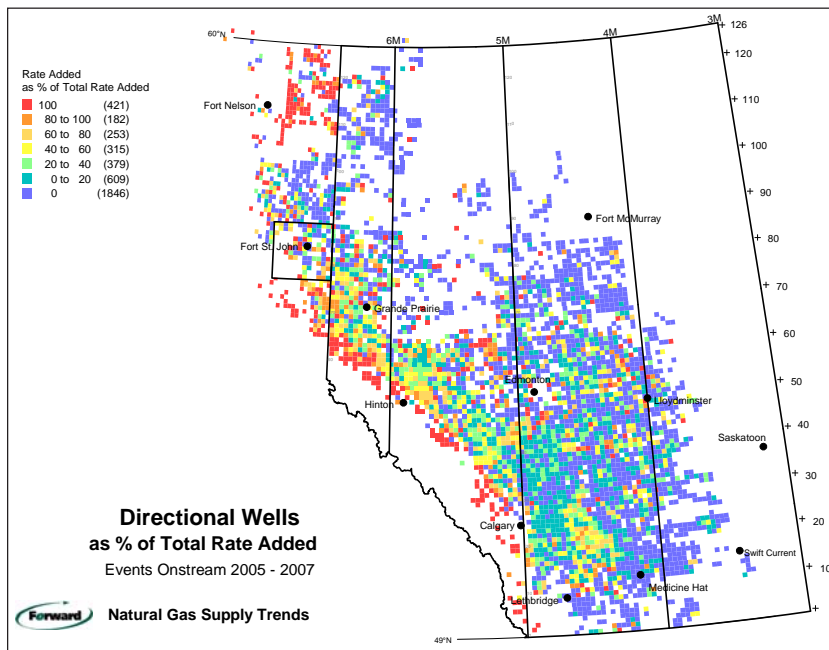 60°N
6M
5M
4M
3M
126
120
110
100
90
80
70
60
50
40
30
20
10
Rate Added
as % of Total Rate Added
100 (421)
80 to 100 (182)
60 to 80 (253)
40 to 60 (315)
20 to 40 (379)
0 to 20 (609)
0 (1846)
Fort Nelson
Fort McMurray
Fort St. John
Grande Prairie
Edmonton
Hinton
Lloydminster
Saskatoon
Calgary
Swift Current
Medicine Hat
Lethbridge
49°N
Directional Wells
as % of Total Rate Added
Events Onstream 2005 - 2007
Forward
Natural Gas Supply Trends